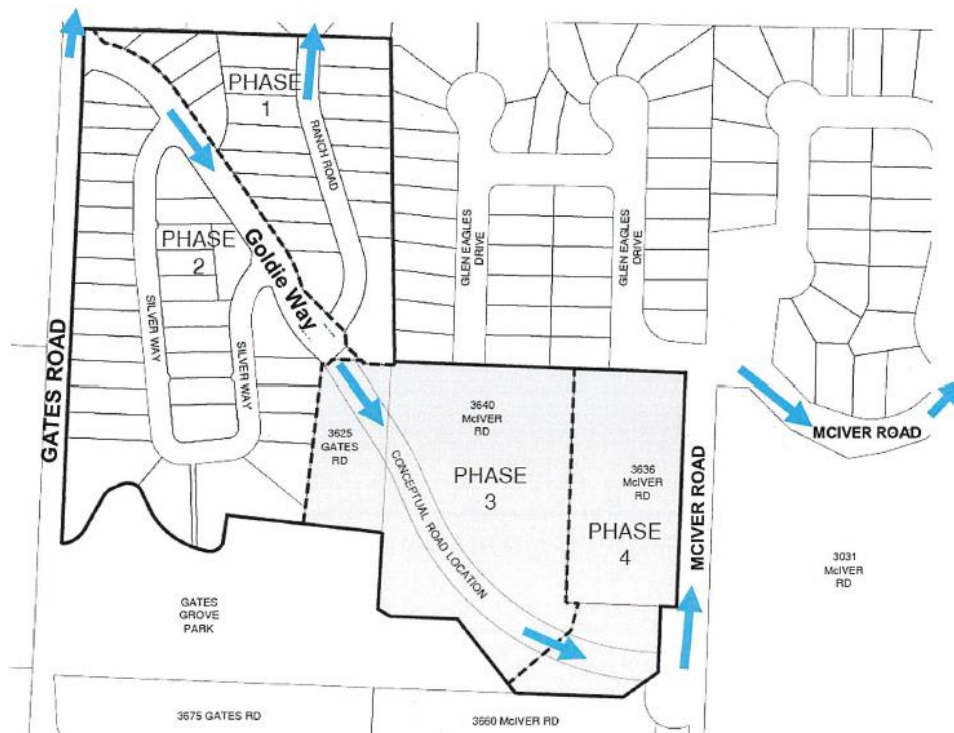 PHASE
1
RANCH ROAD
PHASE
2
Goldie Way
SILVER WAY
SILVER WAY
GATES ROAD
GLEN EAGLES
DRIVE
GLEN EAGLES
DRIVE
3625
GATES
RD
3640
McIVER
RD
PHASE
3
CONCEPTUAL ROAD LOCATION
3636
McIVER
RD
PHASE
4
MCIVER ROAD
MCIVER ROAD
3031
McIVER
RD
GATES
GROVE
PARK
3675 GATES RD
3660 McIVER RD